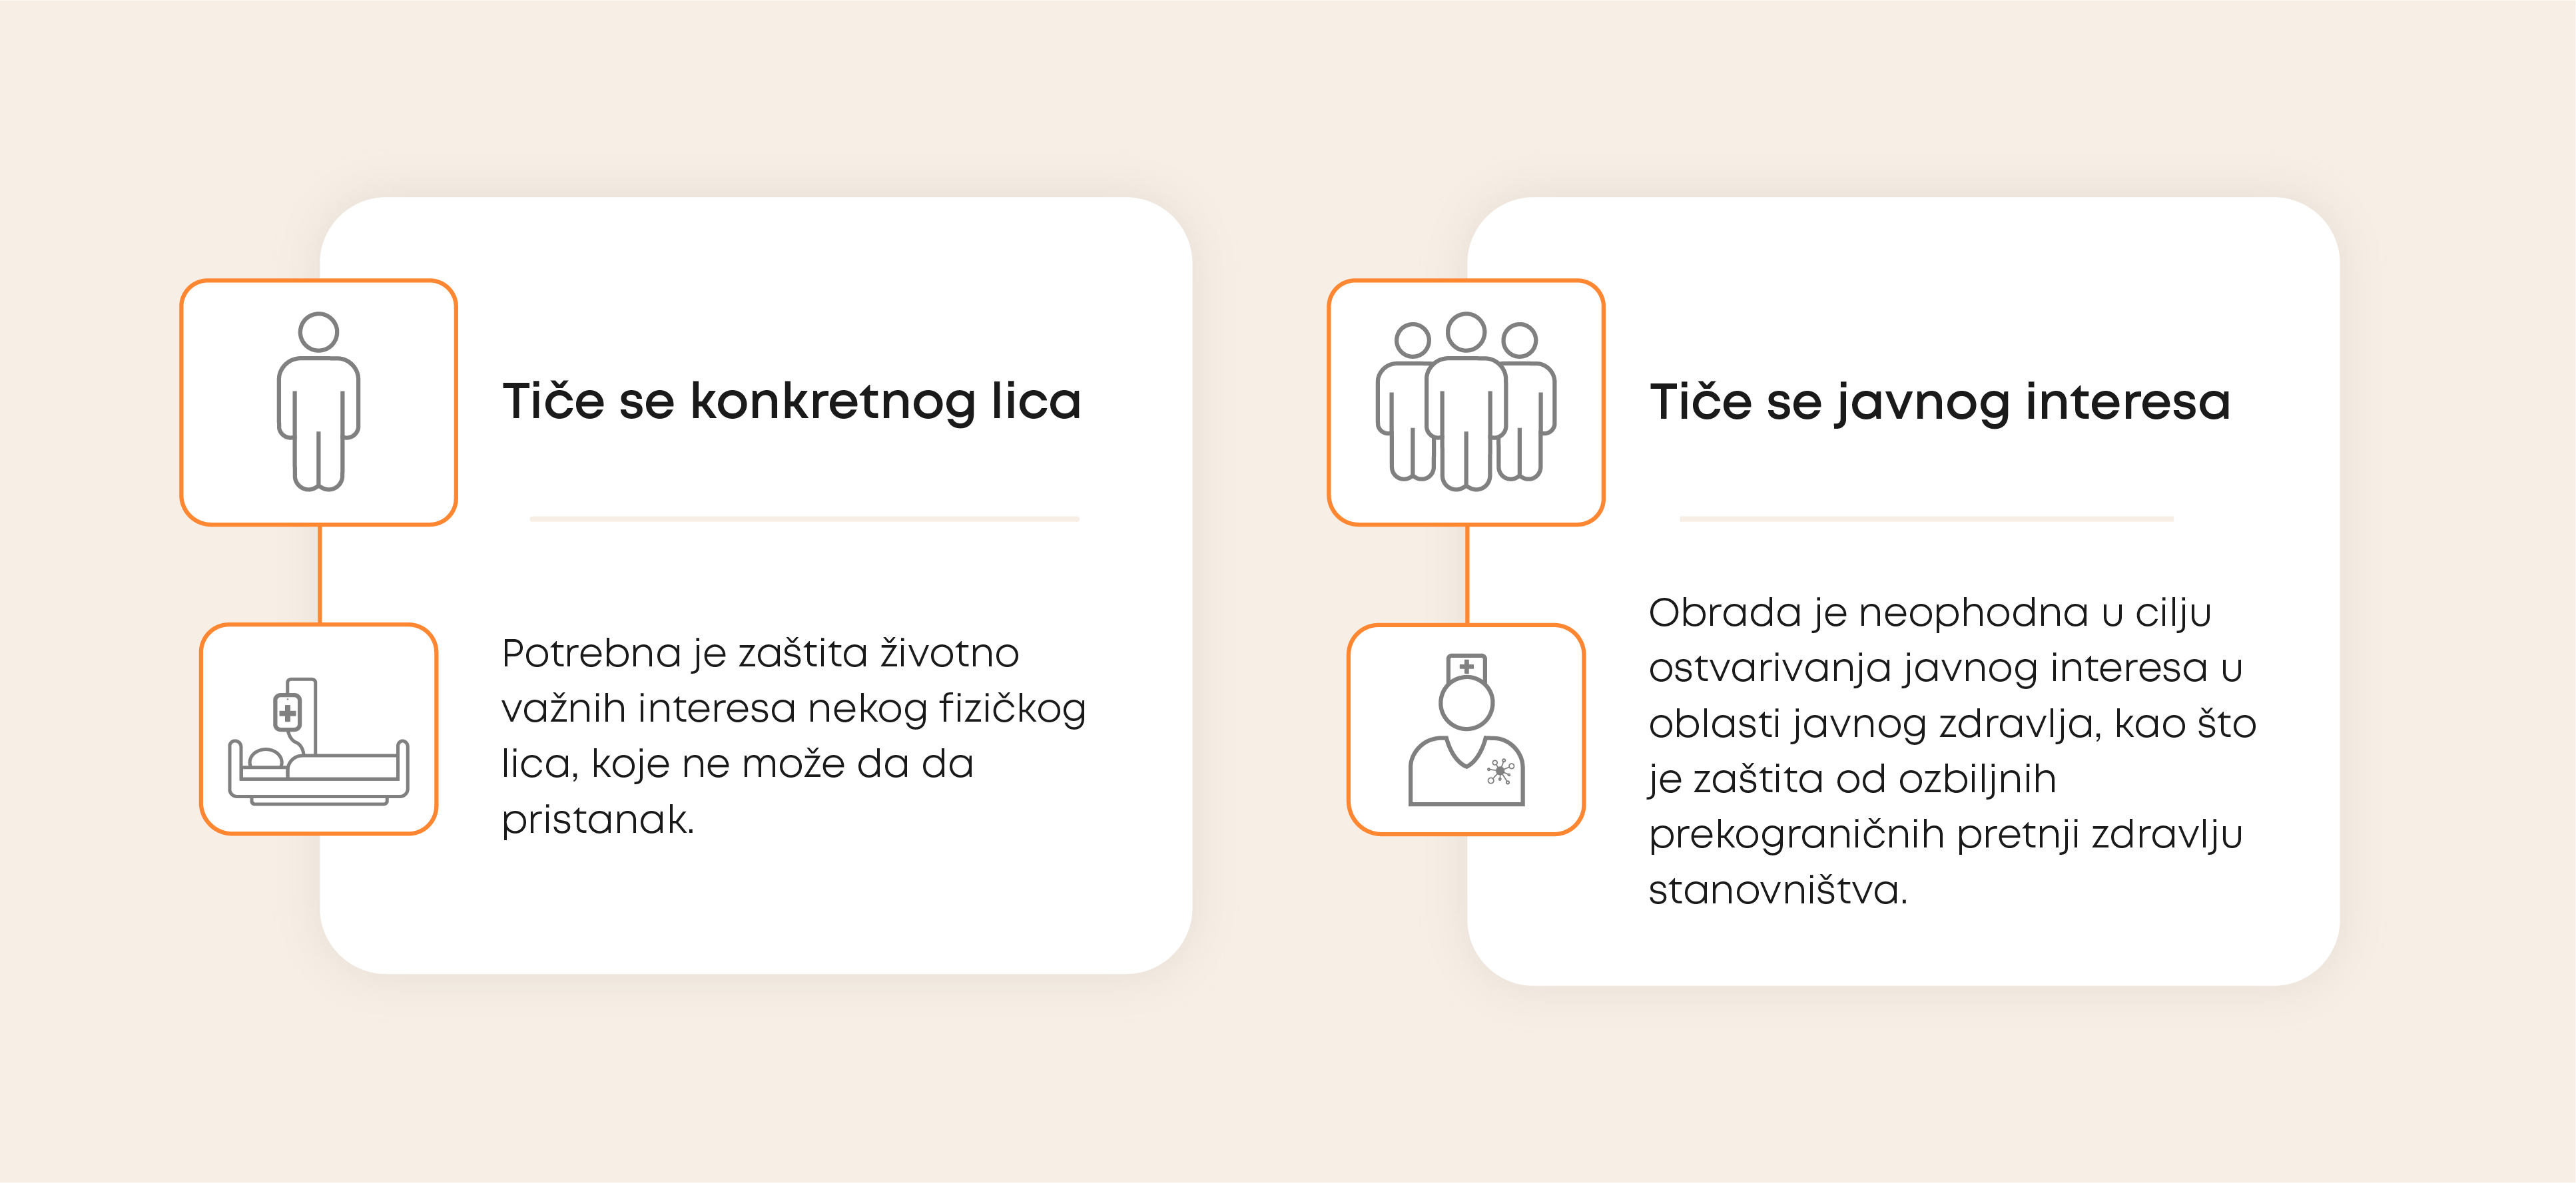 Tiče se konkretnog lica
Potrebna je zaštita životno
važnih interesa nekog fizičkog
lica, koje ne može da da
pristanak.
Tiče se javnog interesa
Obrada je neophodna u cilju
ostvarivanja javnog interesa u
oblasti javnog zdravlja, kao što
je zaštita od ozbiljnih
prekograničnih pretnji zdravlju
stanovništva.